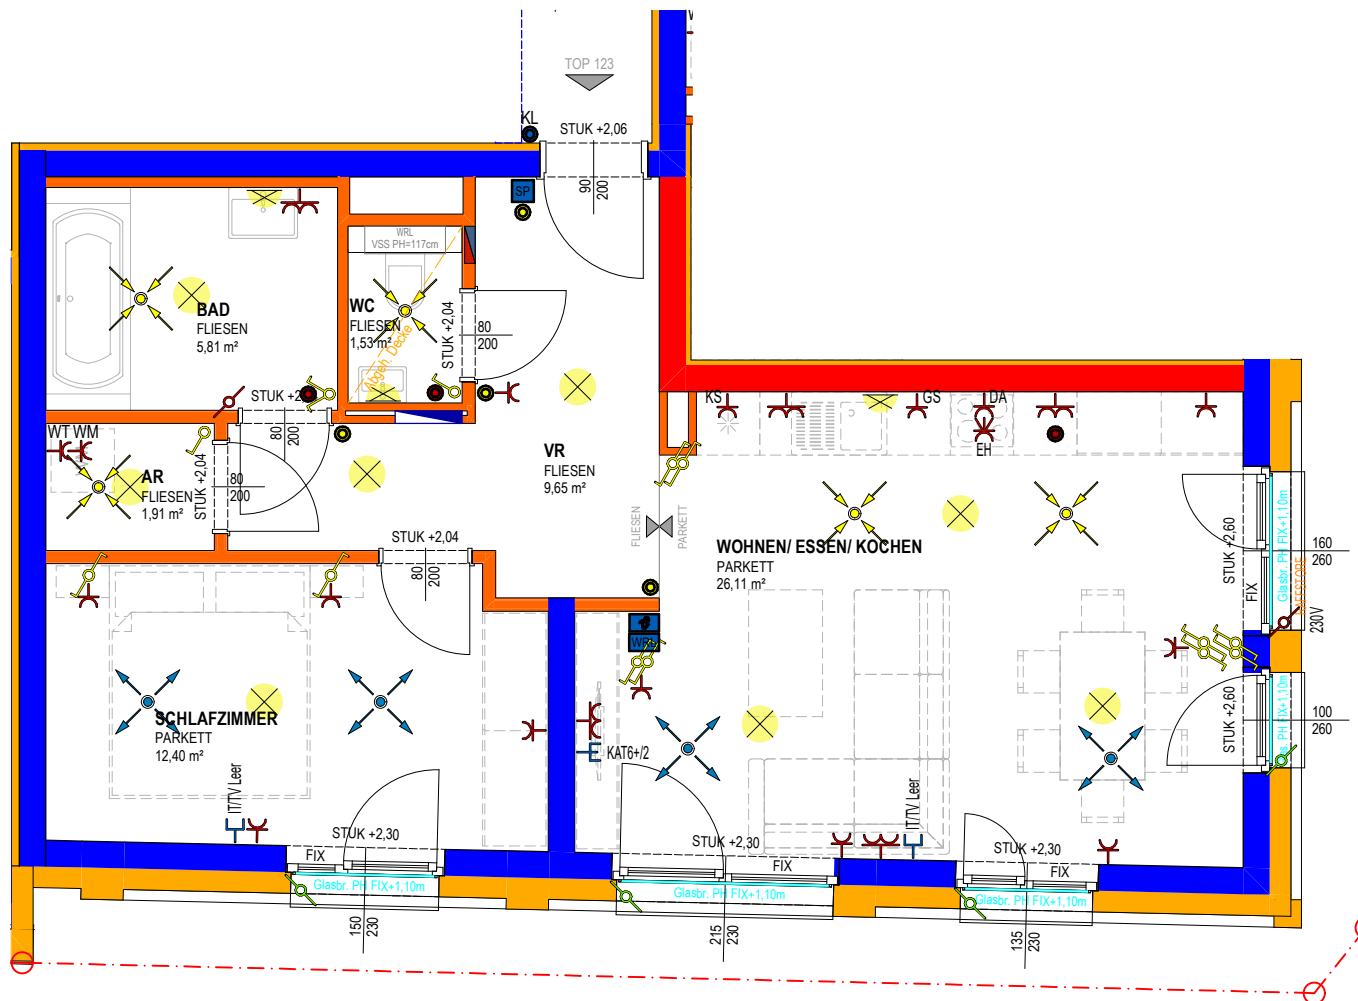 TOP 123
KL
STUK +2,06
90
200
SP
WRL
VSS PH=117cm
BAD
FLIESEN
5,81 m²
WC
FLIESEN
1,53 m²
Abgeh. Decke
STUK +2,04
80
200
STUK +2
80
200
WT WM
AR
FLIESEN
1,91 m²
STUK +2,04
80
200
VR
FLIESEN
9,65 m²
STUK +2,04
80
200
FLIESEN
PARKETT
KS
GS
DA
EH
WOHNEN/ ESSEN/ KOCHEN
PARKETT
26,11 m²
STUK +2,60
FIX
Glasbr. PH FIX+1,10m
160
260
230V
STUK +2,60
PH FIX+1,10m
100
260
WRL
SCHLAFZIMMER
PARKETT
12,40 m²
KAT6+/2
IT/TV Leer
STUK +2,30
FIX
Glasbr. PH FIX+1,10m
150
230
STUK +2,30
FIX
Glasbr. PH FIX+1,10m
215
230
IT/TV Leer
STUK +2,30
FIX
Glasbr. PH FIX+1,10m
135
230